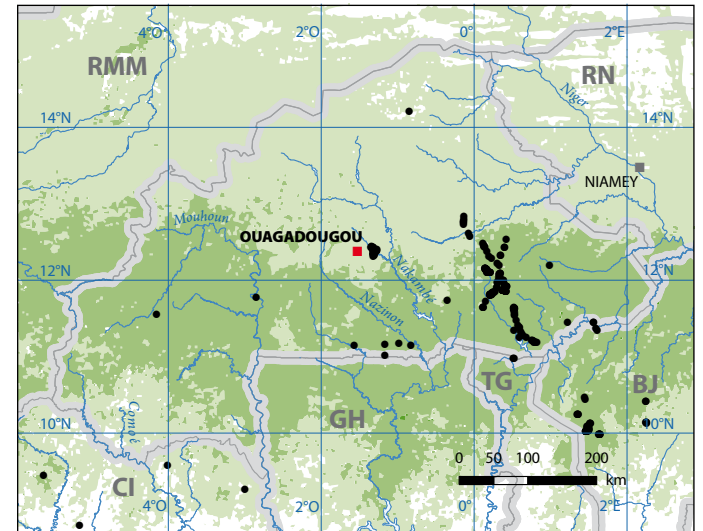 4°O 2°O 0° 2°E
RMM
RN
Niger
14°N 14°N
NIAMEY
Mouhoun
OUAGADOUGOU
Nakambe
12°N 12°N
Nazinon
TG
BJ
GH
Comoé
10°N 10°N
0 50 100 200
km
CI
4°O 2°O 0° 2°E